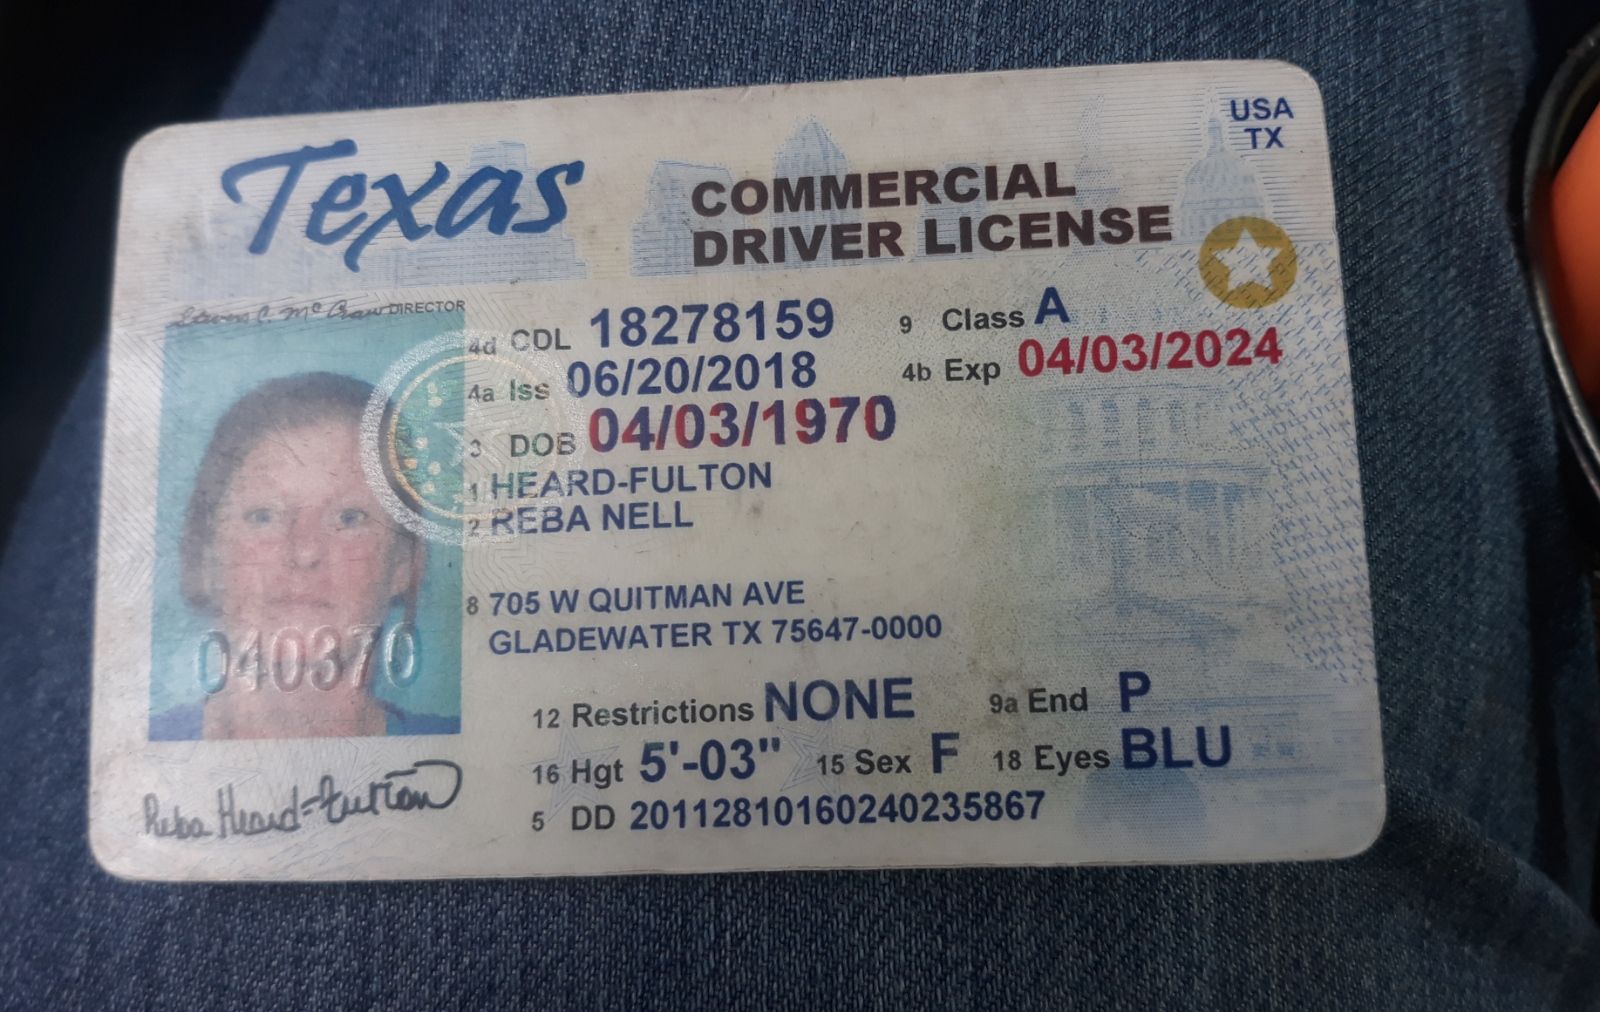 Texas
USA
TX
COMMERCIAL
DRIVER LICENSE
Steven C. McCraw DIRECTOR
4d CDL 18278159 9 Class A
4a Iss 06/20/2018 4b Exp 04/03/2024
3 DOB 04/03/1970
1 HEARD-FULTON
2 REBA NELL
8 705 W QUITMAN AVE
GLADEWATER TX 75647-0000
040370
12 Restrictions NONE 9a End P
16 Hgt 5'-03" 15 Sex F 18 Eyes BLU
5 DD 20112810160240235867
Reba Heard-Fulton